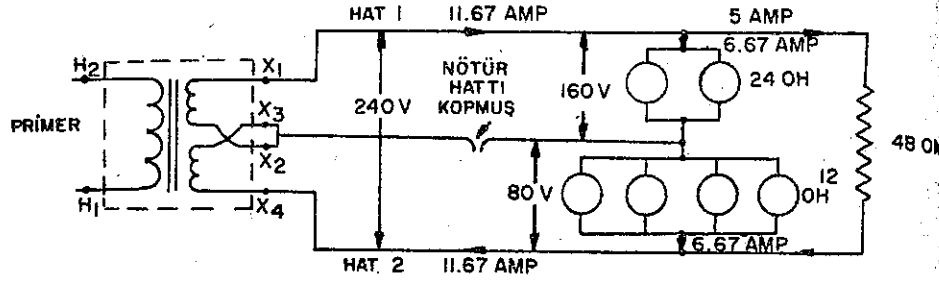 HAT 1
11.67 AMP
5 AMP
6.67 AMP
H2
X1
NÖTÜR
HATTI
KOPMUŞ
24 OH
240 V
160 V
X3
PRİMER
X2
48 OM
80 V
12
OH
H1
X4
6.67 AMP
HAT. 2
11.67 AMP